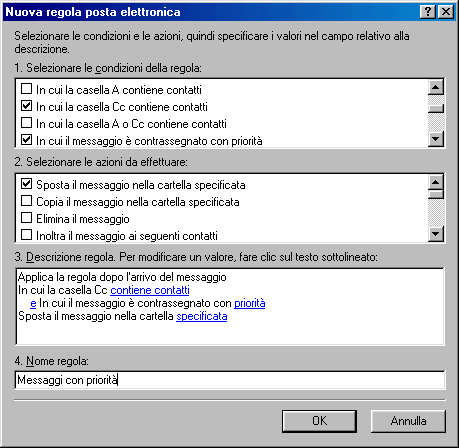 Nuova regola posta elettronica
Selezionare le condizioni e le azioni, quindi specificare i valori nel campo relativo alla
descrizione.
1. Selezionare le condizioni della regola:
In cui la casella A contiene contatti
In cui la casella Cc contiene contatti
In cui la casella A o Cc contiene contatti
In cui il messaggio è contrassegnato con priorità
2. Selezionare le azioni da effettuare:
Sposta il messaggio nella cartella specificata
Copia il messaggio nella cartella specificata
Elimina il messaggio
Inoltra il messaggio ai seguenti contatti
3. Descrizione regola. Per modificare un valore, fare clic sul testo sottolineato:
Applica la regola dopo l'arrivo del messaggio
In cui la casella Cc contiene contatti
e In cui il messaggio è contrassegnato con priorità
Sposta il messaggio nella cartella specificata
4. Nome regola:
Messaggi con priorità
OK
Annulla